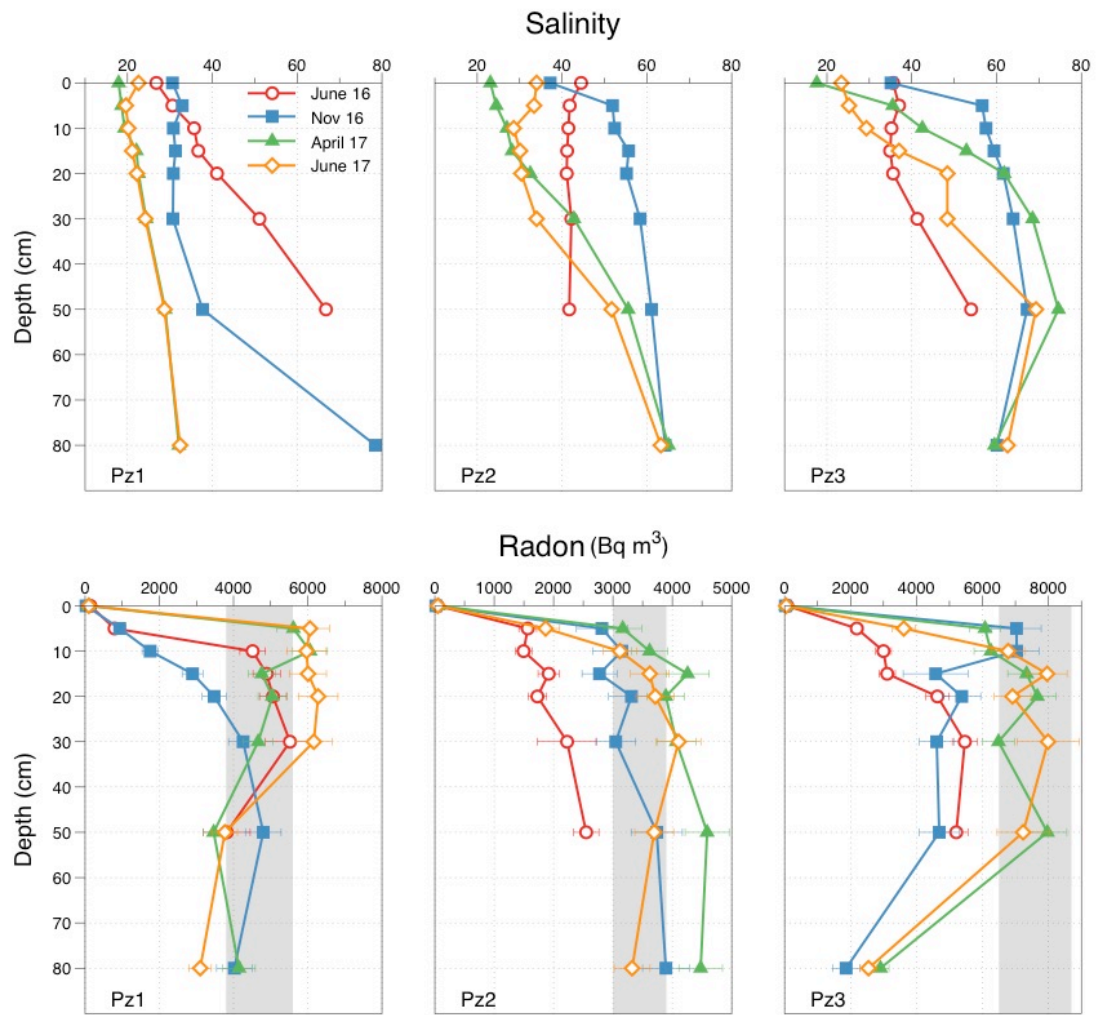 Salinity
20 40 60 80
20 40 60 80
20 40 60 80
0
10
20
30
40
50
60
70
80
Depth (cm)
June 16
Nov 16
April 17
June 17
Pz1
Pz2
Pz3
Radon (Bq m³)
0 2000 4000 6000 8000
0 1000 2000 3000 4000 5000
0 2000 4000 6000 8000
0
10
20
30
40
50
60
70
80
Depth (cm)
Pz1
Pz2
Pz3